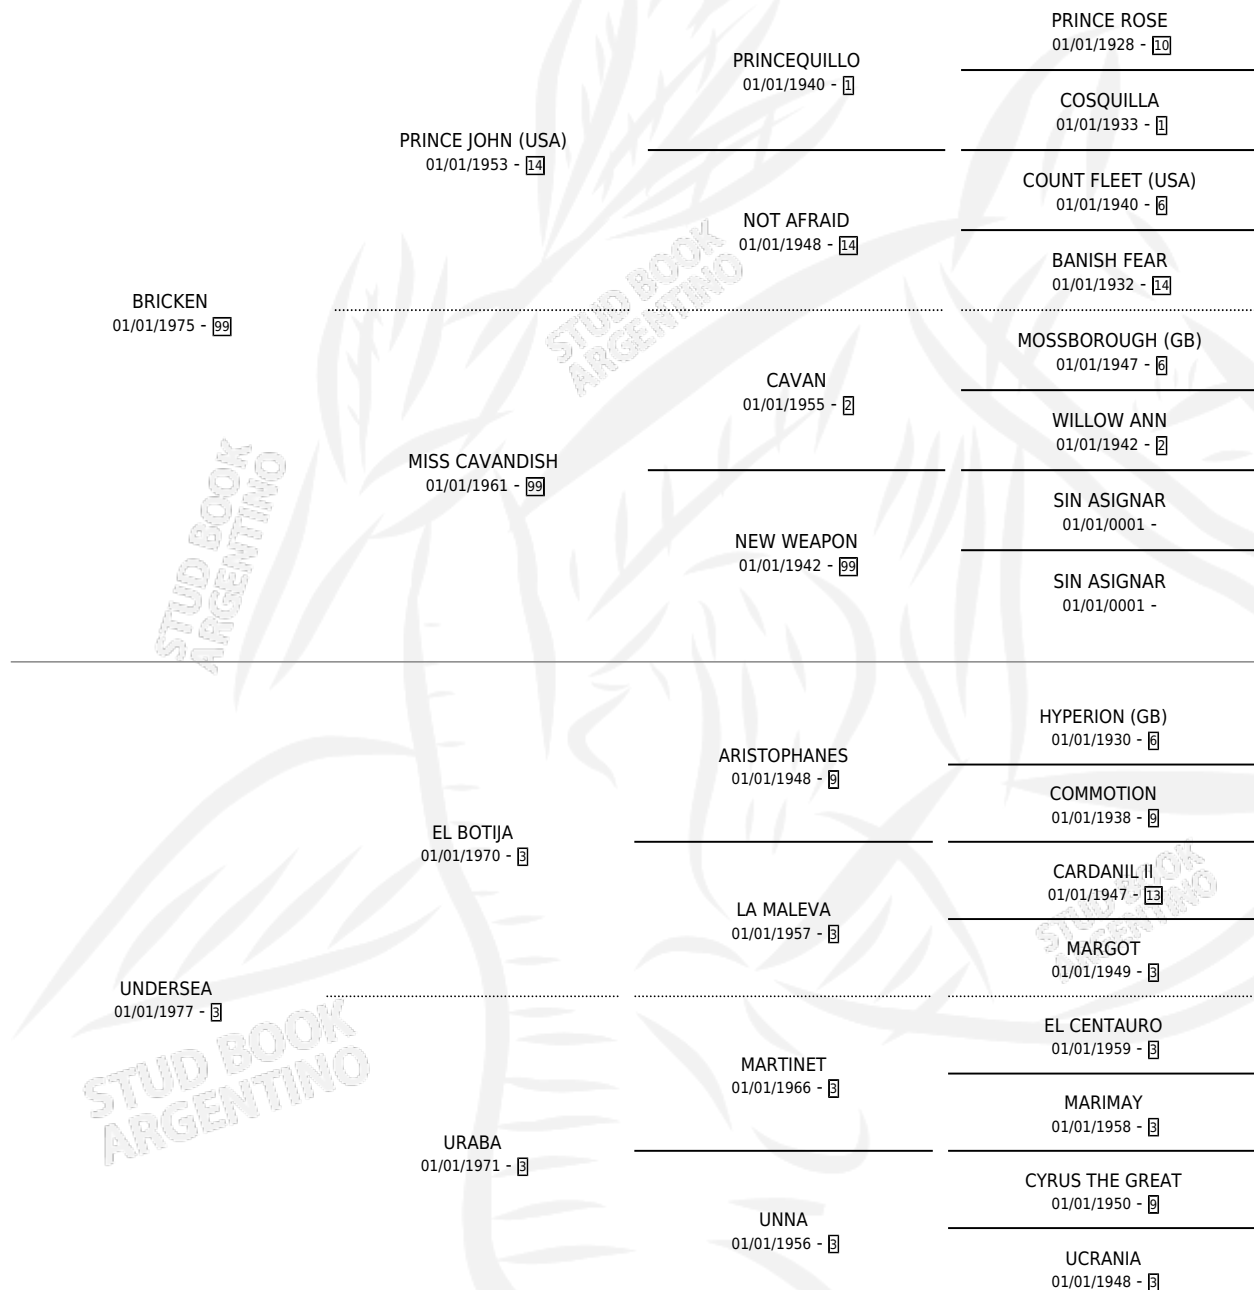 PRINCE ROSE
01/01/1928 - 10
PRINCEQUILLO
01/01/1940 - 1
COSQUILLA
01/01/1933 - 1
PRINCE JOHN (USA)
01/01/1953 - 14
COUNT FLEET (USA)
01/01/1940 - 6
NOT AFRAID
01/01/1948 - 14
BANISH FEAR
01/01/1932 - 14
BRICKEN
01/01/1975 - 99
MOSSBOROUGH (GB)
01/01/1947 - 6
CAVAN
01/01/1955 - 2
WILLOW ANN
01/01/1942 - 2
MISS CAVANDISH
01/01/1961 - 99
SIN ASIGNAR
01/01/0001 -
NEW WEAPON
01/01/1942 - 99
SIN ASIGNAR
01/01/0001 -
HYPERION (GB)
01/01/1930 - 6
ARISTOPHANES
01/01/1948 - 9
COMMOTION
01/01/1938 - 9
EL BOTIJA
01/01/1970 - 3
CARDANIL II
01/01/1947 - 13
LA MALEVA
01/01/1957 - 3
MARGOT
01/01/1949 - 3
UNDERSEA
01/01/1977 - 3
EL CENTAURO
01/01/1959 - 3
MARTINET
01/01/1966 - 3
MARIMAY
01/01/1958 - 3
URABA
01/01/1971 - 3
CYRUS THE GREAT
01/01/1950 - 9
UNNA
01/01/1956 - 3
UCRANIA
01/01/1948 - 3
STUD BOOK
ARGENTINO
STUD BOOK
ARGENTINO
STUD BOOK
ARGENTINO
STUD BOOK
ARGENTINO